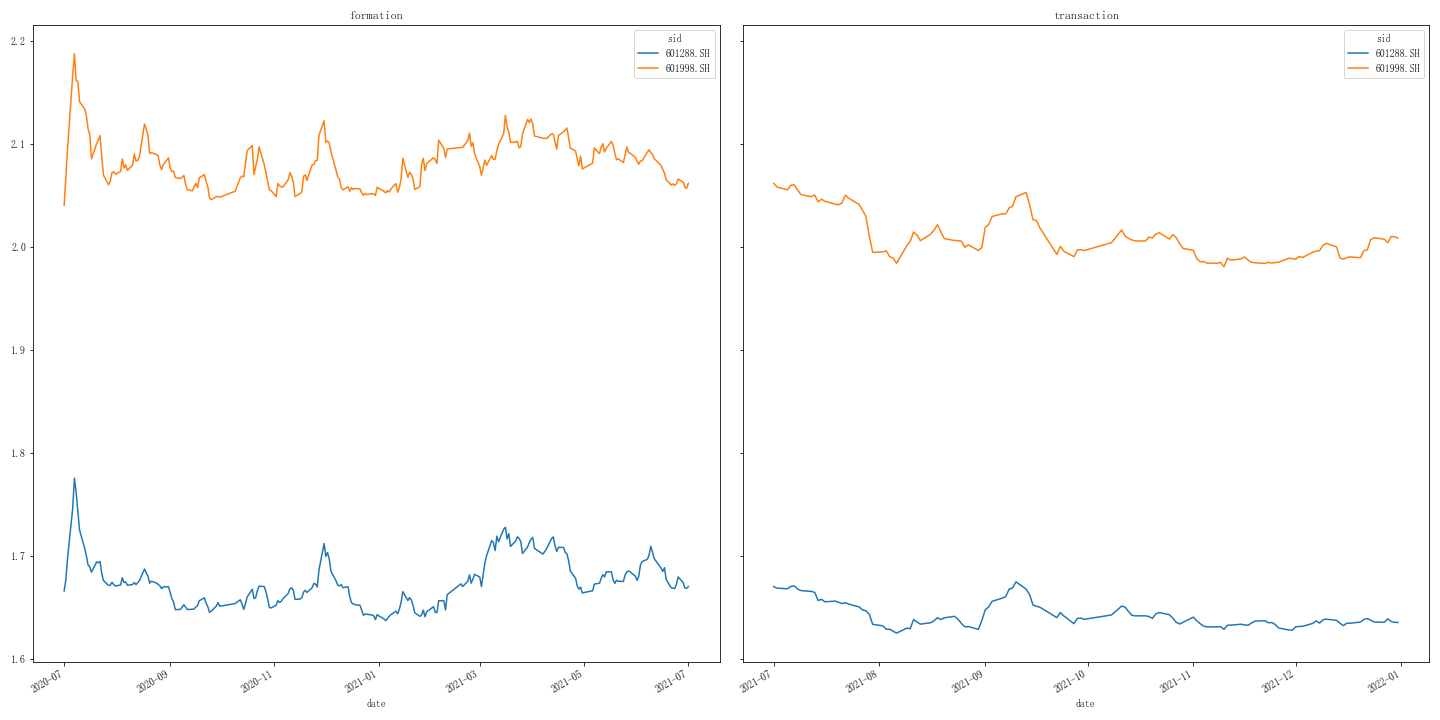 formation
transaction
sid
601288.SH
601998.SH
sid
601288.SH
601998.SH
2.2
2.1
2.0
1.9
1.8
1.7
1.6
2020-07
2020-09
2020-11
2021-01
2021-03
2021-05
2021-07
2021-07
2021-08
2021-09
2021-10
2021-11
2021-12
2022-01
date
date